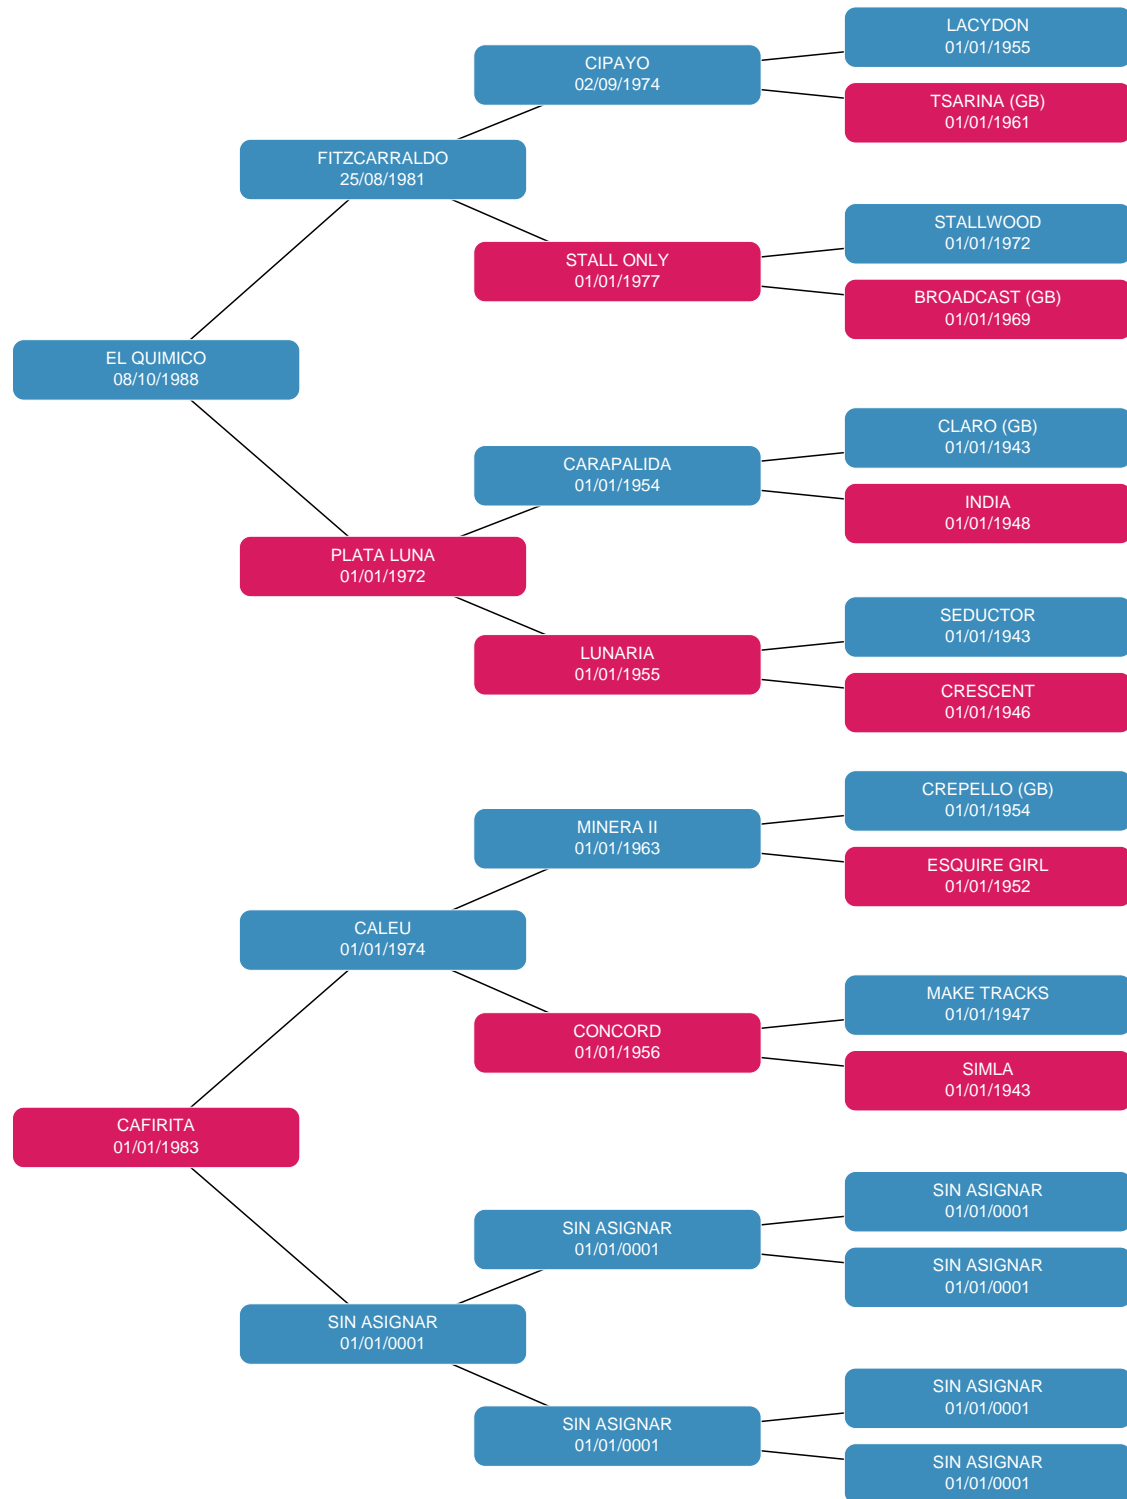 LACYDON
01/01/1955
CIPAYO
02/09/1974
TSARINA (GB)
01/01/1961
FITZCARRALDO
25/08/1981
STALLWOOD
01/01/1972
STALL ONLY
01/01/1977
BROADCAST (GB)
01/01/1969
EL QUIMICO
08/10/1988
CLARO (GB)
01/01/1943
CARAPALIDA
01/01/1954
INDIA
01/01/1948
PLATA LUNA
01/01/1972
SEDUCTOR
01/01/1943
LUNARIA
01/01/1955
CRESCENT
01/01/1946
CREPELLO (GB)
01/01/1954
MINERA II
01/01/1963
ESQUIRE GIRL
01/01/1952
CALEU
01/01/1974
MAKE TRACKS
01/01/1947
CONCORD
01/01/1956
SIMLA
01/01/1943
CAFIRITA
01/01/1983
SIN ASIGNAR
01/01/0001
SIN ASIGNAR
01/01/0001
SIN ASIGNAR
01/01/0001
SIN ASIGNAR
01/01/0001
SIN ASIGNAR
01/01/0001
SIN ASIGNAR
01/01/0001
SIN ASIGNAR
01/01/0001